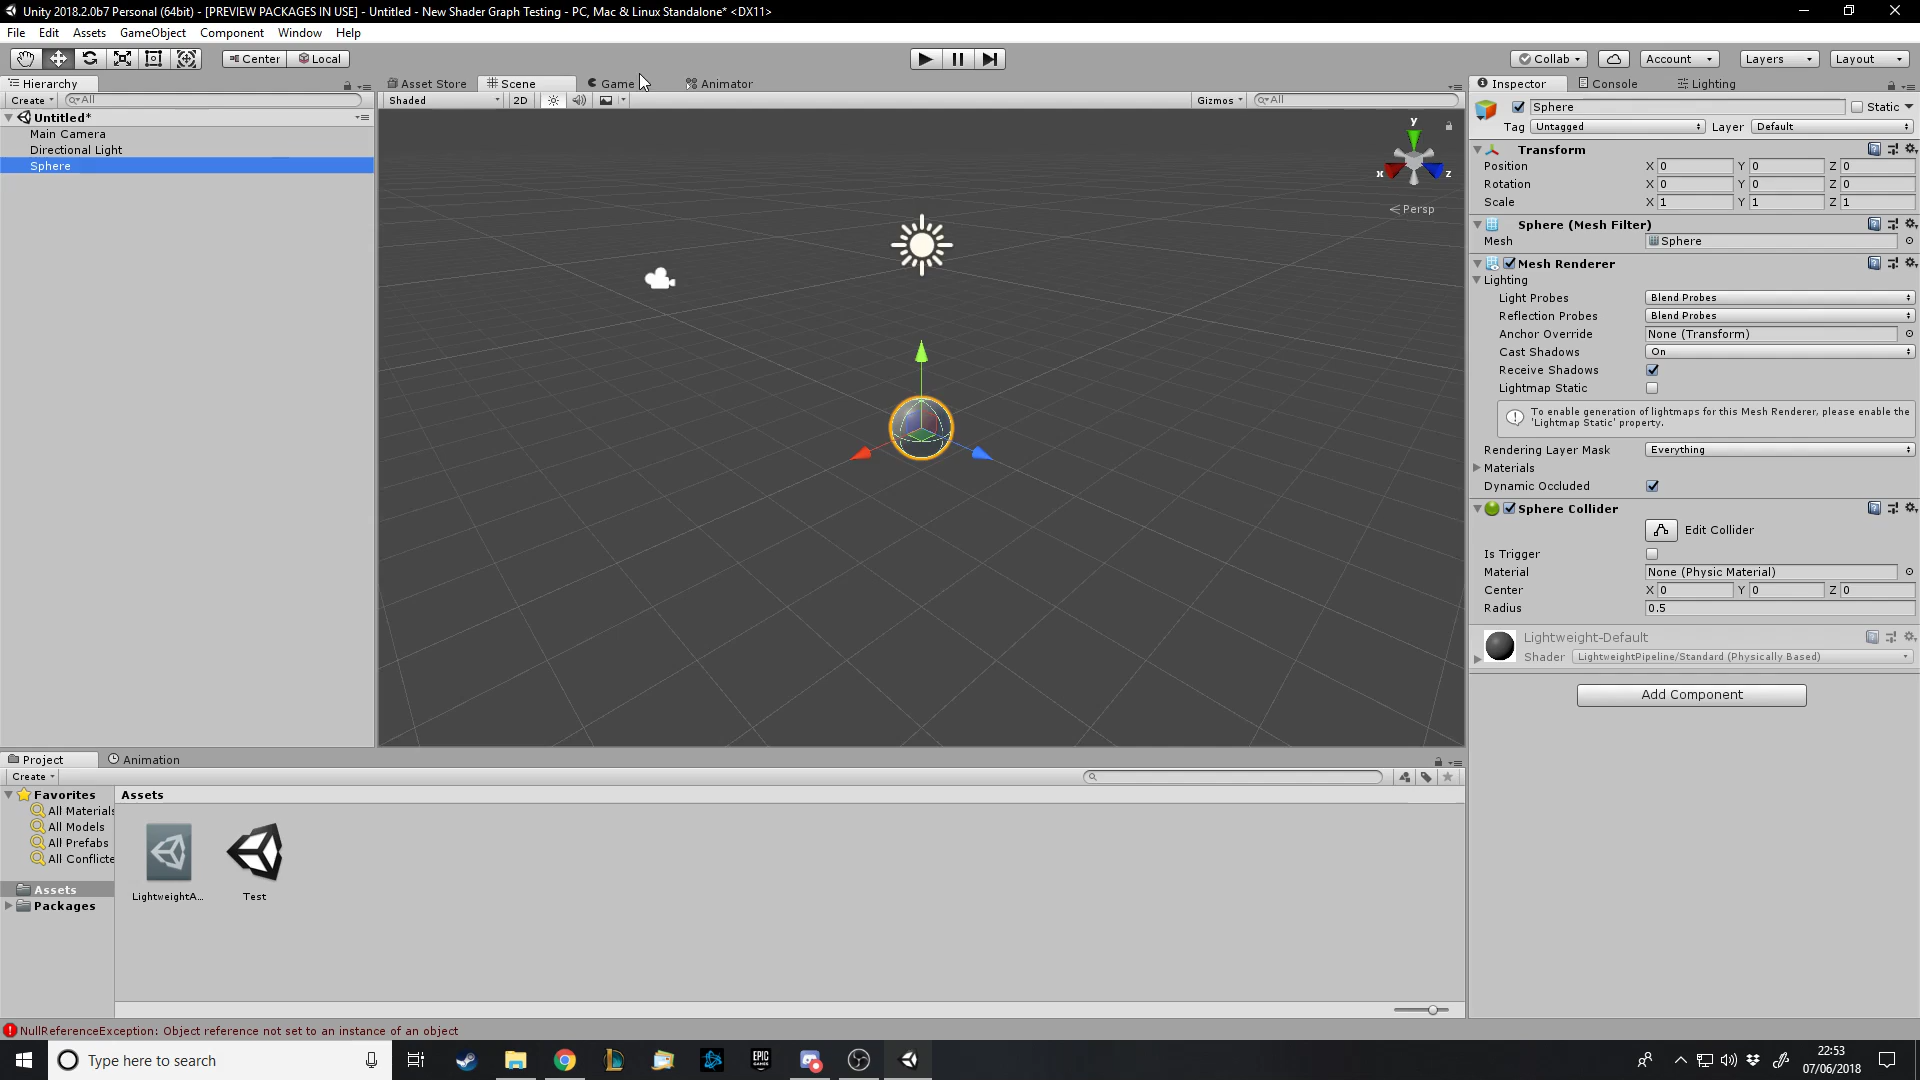 Unity 2018.2.0b7 Personal (64bit) - [PREVIEW PACKAGES IN USE] - Untitled - New Shader Graph Testing - PC, Mac & Linux Standalone* <DX11>
File Edit Assets GameObject Component Window Help
Center Local Collab Account Layers Layout
Hierarchy Asset Store Scene Game Animator Inspector Console Lighting
Create All Shaded 2D Gizmos All
Sphere Static
Untitled*
Tag Untagged Layer Default
Main Camera
Directional Light
Sphere
y
x
z
Persp
Transform
Position X 0 Y 0 Z 0
Rotation X 0 Y 0 Z 0
Scale X 1 Y 1 Z 1
Sphere (Mesh Filter)
Mesh Sphere
Mesh Renderer
Lighting
Light Probes Blend Probes
Reflection Probes Blend Probes
Anchor Override None (Transform)
Cast Shadows On
Receive Shadows
Lightmap Static
To enable generation of lightmaps for this Mesh Renderer, please enable the
'Lightmap Static' property.
Rendering Layer Mask Everything
Materials
Dynamic Occluded
Sphere Collider
Edit Collider
Is Trigger
Material None (Physic Material)
Center X 0 Y 0 Z 0
Radius 0.5
Lightweight-Default
Shader LightweightPipeline/Standard (Physically Based)
Add Component
Project Animation
Create
Favorites
All Materials
All Models
All Prefabs
All Conflicte
Assets
Packages
Assets
LightweightA...
Test
NullReferenceException: Object reference not set to an instance of an object
Type here to search
EPIC
GAMES
22:53
07/06/2018